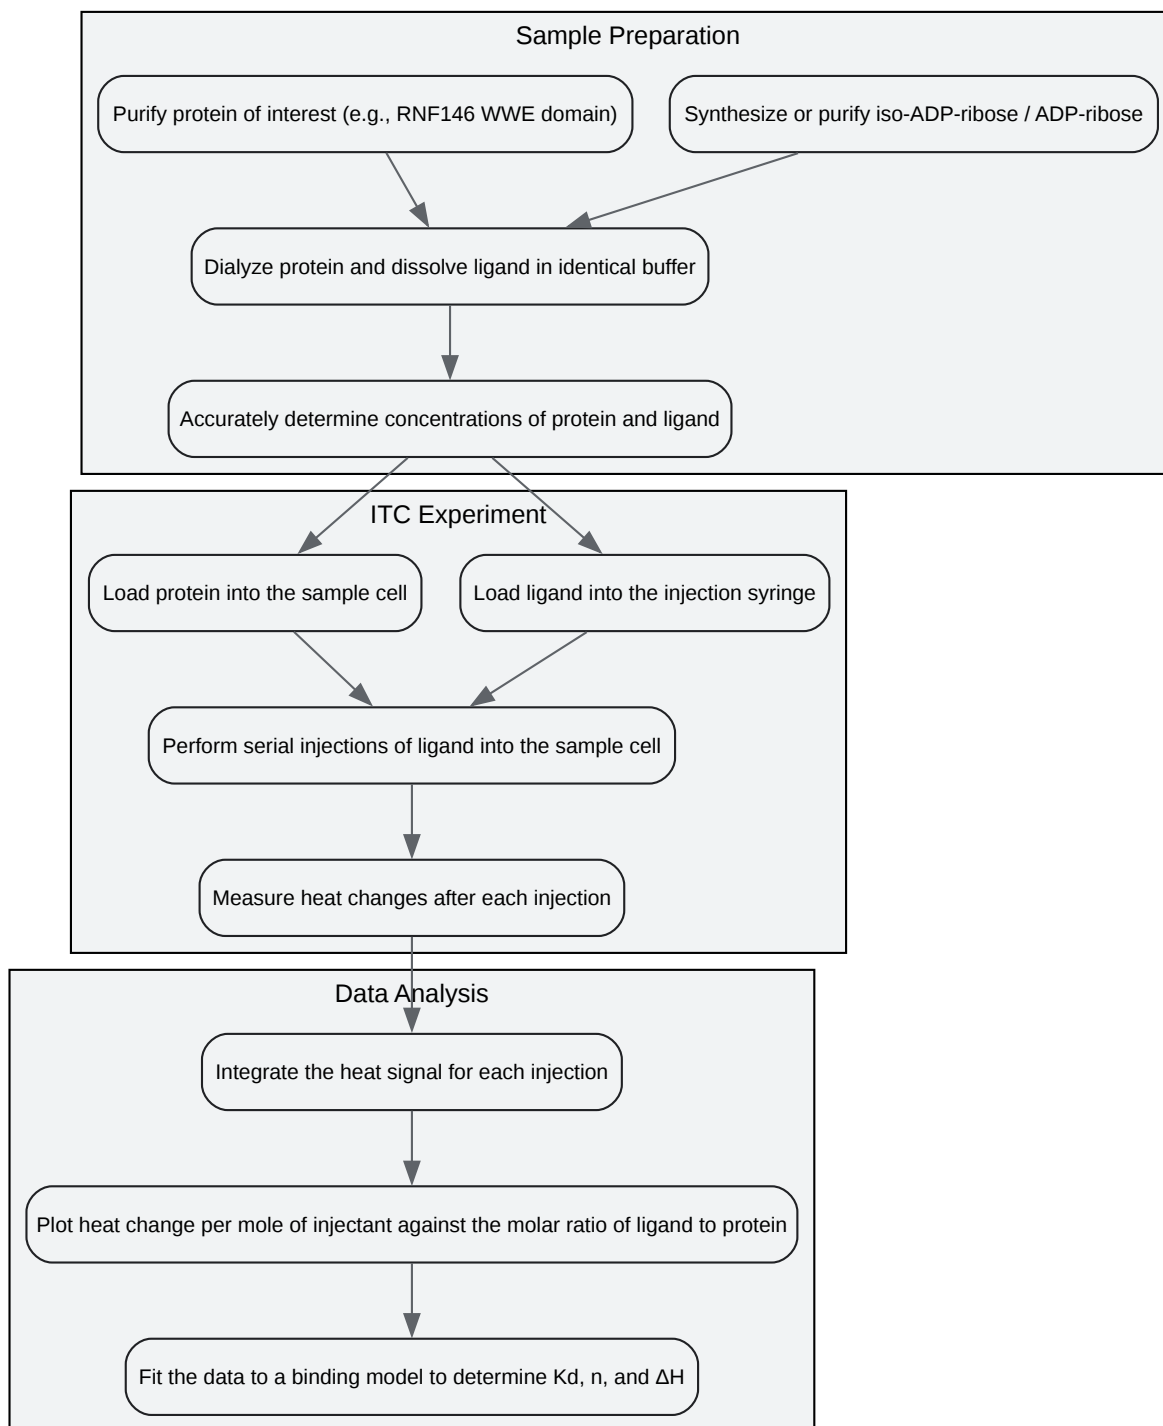 Sample Preparation
Purify protein of interest (e.g., RNF146 WWE domain)
Synthesize or purify iso-ADP-ribose / ADP-ribose
Dialyze protein and dissolve ligand in identical buffer
Accurately determine concentrations of protein and ligand
ITC Experiment
Load protein into the sample cell
Load ligand into the injection syringe
Perform serial injections of ligand into the sample cell
Measure heat changes after each injection
Data Analysis
Integrate the heat signal for each injection
Plot heat change per mole of injectant against the molar ratio of ligand to protein
Fit the data to a binding model to determine Kd, n, and ΔH